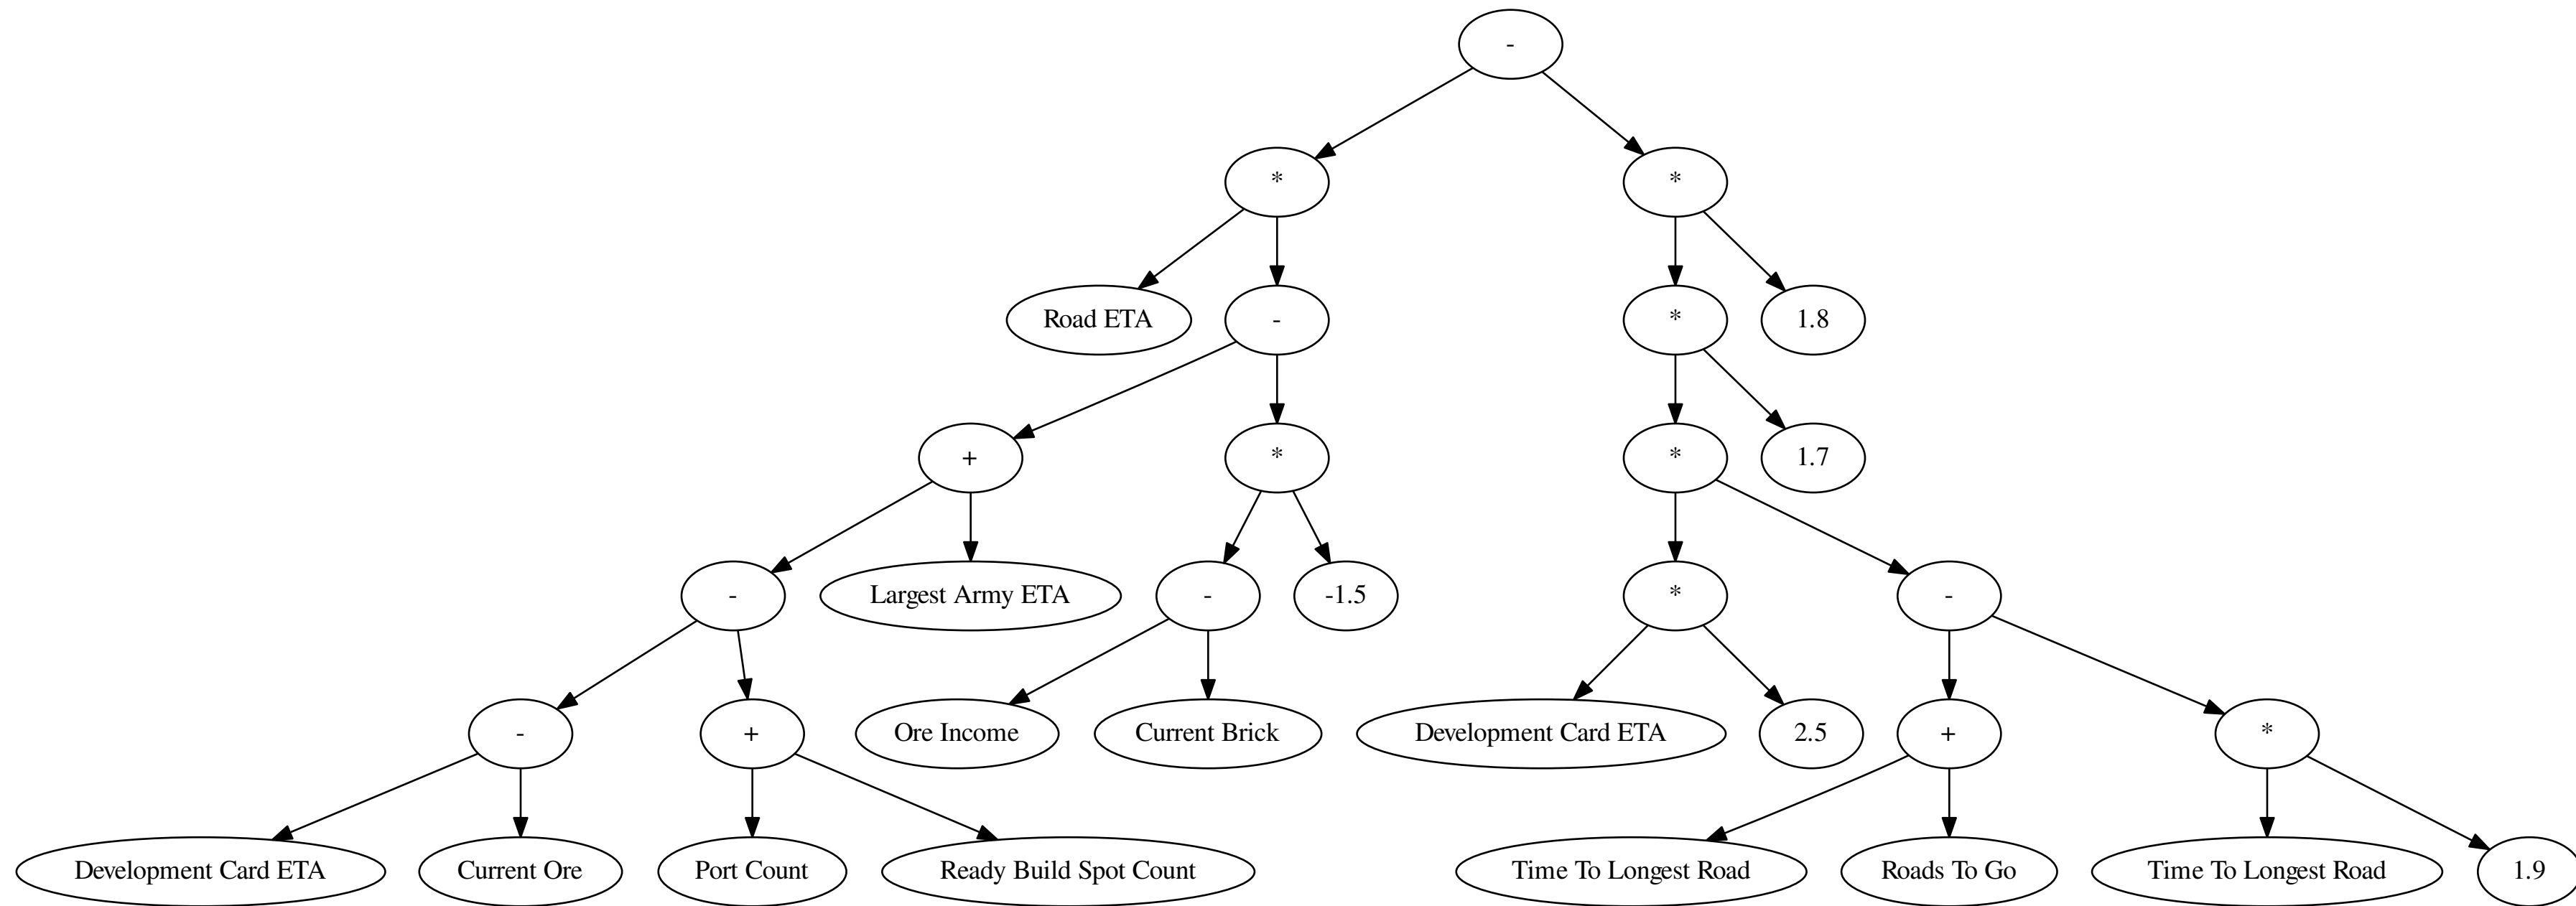 -
*
*
Road ETA
-
*
1.8
+
*
*
1.7
-
Largest Army ETA
-
-1.5
*
-
-
+
Ore Income
Current Brick
Development Card ETA
2.5
+
*
Development Card ETA
Current Ore
Port Count
Ready Build Spot Count
Time To Longest Road
Roads To Go
Time To Longest Road
1.9